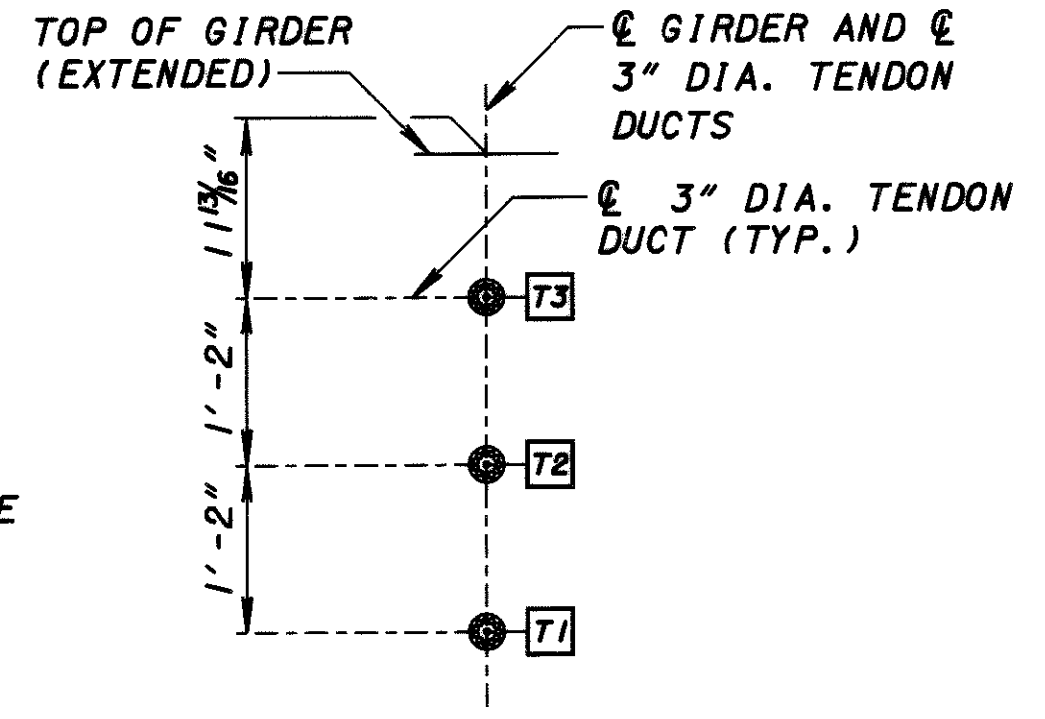 TOP OF GIRDER
(EXTENDED)
℄ GIRDER AND ℄
3" DIA. TENDON
DUCTS
11 13/16"
℄ 3" DIA. TENDON
DUCT (TYP.)
T3
1'-2"
T2
1'-2"
T1
E